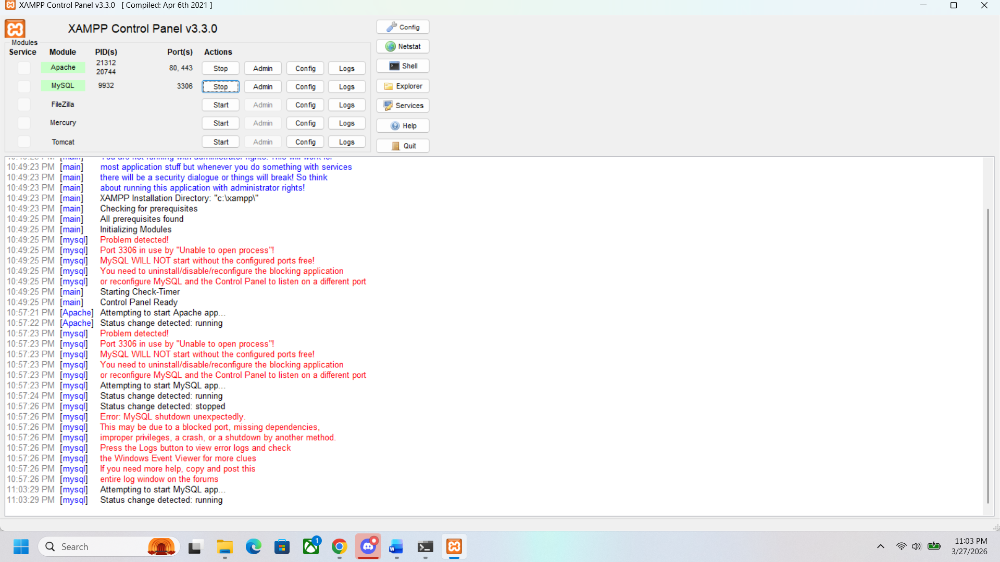 XAMPP Control Panel v3.3.0 [ Compiled: Apr 6th 2021 ]
XAMPP Control Panel v3.3.0
Config
Modules
Service Module PID(s) Port(s) Actions
Netstat
Apache 21312 20744 80, 443 Stop Admin Config Logs
Shell
MySQL 9932 3306 Stop Admin Config Logs
Explorer
FileZilla Start Admin Config Logs
Services
Mercury Start Admin Config Logs
Help
Tomcat Start Admin Config Logs
Quit
10:49:23 PM [main] You are not running with administrator rights! This will work for
10:49:23 PM [main] most application stuff but whenever you do something with services
10:49:23 PM [main] there will be a security dialogue or things will break! So think
10:49:23 PM [main] about running this application with administrator rights!
10:49:23 PM [main] XAMPP Installation Directory: "c:\xampp\"
10:49:23 PM [main] Checking for prerequisites
10:49:25 PM [main] All prerequisites found
10:49:25 PM [main] Initializing Modules
10:49:25 PM [mysql] Problem detected!
10:49:25 PM [mysql] Port 3306 in use by "Unable to open process"!
10:49:25 PM [mysql] MySQL WILL NOT start without the configured ports free!
10:49:25 PM [mysql] You need to uninstall/disable/reconfigure the blocking application
10:49:25 PM [mysql] or reconfigure MySQL and the Control Panel to listen on a different port
10:49:25 PM [main] Starting Check-Timer
10:49:25 PM [main] Control Panel Ready
10:57:21 PM [Apache] Attempting to start Apache app...
10:57:22 PM [Apache] Status change detected: running
10:57:23 PM [mysql] Problem detected!
10:57:23 PM [mysql] Port 3306 in use by "Unable to open process"!
10:57:23 PM [mysql] MySQL WILL NOT start without the configured ports free!
10:57:23 PM [mysql] You need to uninstall/disable/reconfigure the blocking application
10:57:23 PM [mysql] or reconfigure MySQL and the Control Panel to listen on a different port
10:57:23 PM [mysql] Attempting to start MySQL app...
10:57:24 PM [mysql] Status change detected: running
10:57:26 PM [mysql] Status change detected: stopped
10:57:26 PM [mysql] Error: MySQL shutdown unexpectedly.
10:57:26 PM [mysql] This may be due to a blocked port, missing dependencies,
10:57:26 PM [mysql] improper privileges, a crash, or a shutdown by another method.
10:57:26 PM [mysql] Press the Logs button to view error logs and check
10:57:26 PM [mysql] the Windows Event Viewer for more clues
10:57:26 PM [mysql] If you need more help, copy and post this
10:57:26 PM [mysql] entire log window on the forums
11:03:29 PM [mysql] Attempting to start MySQL app...
11:03:29 PM [mysql] Status change detected: running
Search
1
W
11:03 PM
3/27/2026